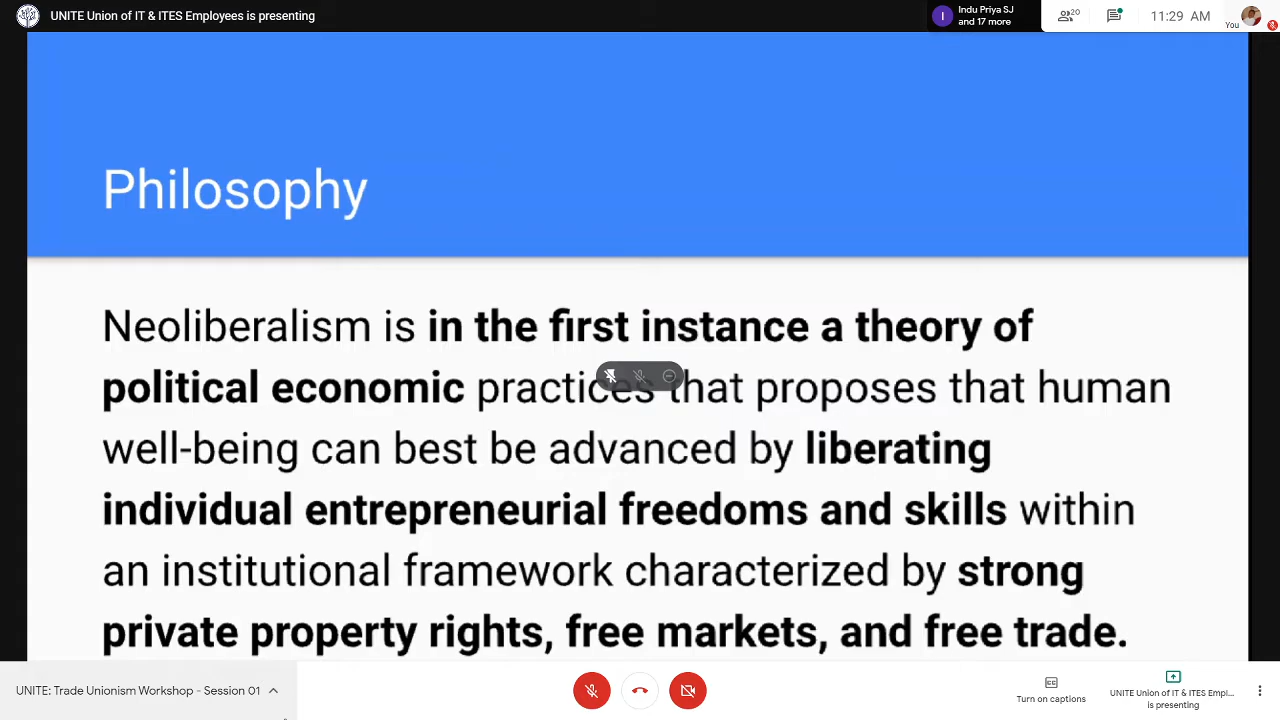 UNITE Union of IT & ITES Employees is presenting
I
Indu Priya SJ
and 17 more
20
11:29 AM
You
Philosophy
Neoliberalism is in the first instance a theory of
political economic practices that proposes that human
well-being can best be advanced by liberating
individual entrepreneurial freedoms and skills within
an institutional framework characterized by strong
private property rights, free markets, and free trade.
UNITE: Trade Unionism Workshop - Session 01
CC
Turn on captions
UNITE Union of IT & ITES Empl...
is presenting